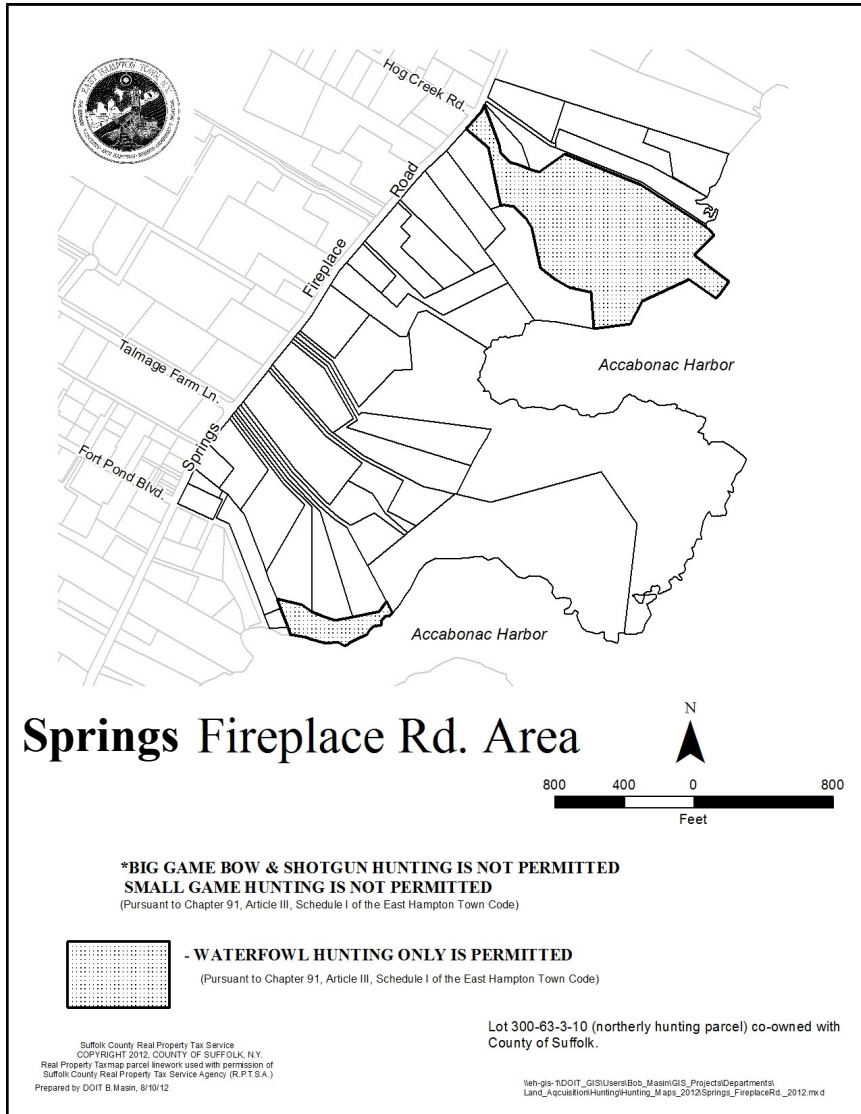 EAST HAMPTON TOWN, N.Y.
Hog Creek Rd.
Road
Fireplace
Talmage Farm Ln.
Springs
Fort Pond Blvd.
Accabonac Harbor
Accabonac Harbor
Springs Fireplace Rd. Area
N
800 400 0 800
Feet
*BIG GAME BOW & SHOTGUN HUNTING IS NOT PERMITTED
SMALL GAME HUNTING IS NOT PERMITTED
(Pursuant to Chapter 91, Article III, Schedule I of the East Hampton Town Code)
- WATERFOWL HUNTING ONLY IS PERMITTED
(Pursuant to Chapter 91, Article III, Schedule I of the East Hampton Town Code)
Lot 300-63-3-10 (northerly hunting parcel) co-owned with
County of Suffolk.
Suffolk County Real Property Tax Service
COPYRIGHT 2012, COUNTY OF SUFFOLK, N.Y.
Real Property Taxmap parcel linework used with permission of
Suffolk County Real Property Tax Service Agency (R.P.T.S.A.)
Prepared by DOIT B.Masin, 8/10/12
\\eh-gis-1\DOIT_GIS\Users\Bob_Masin\GIS_Projects\Departments\
Land_Aqcuisition\Hunting\Hunting_Maps_2012\Springs_FireplaceRd._2012.mxd